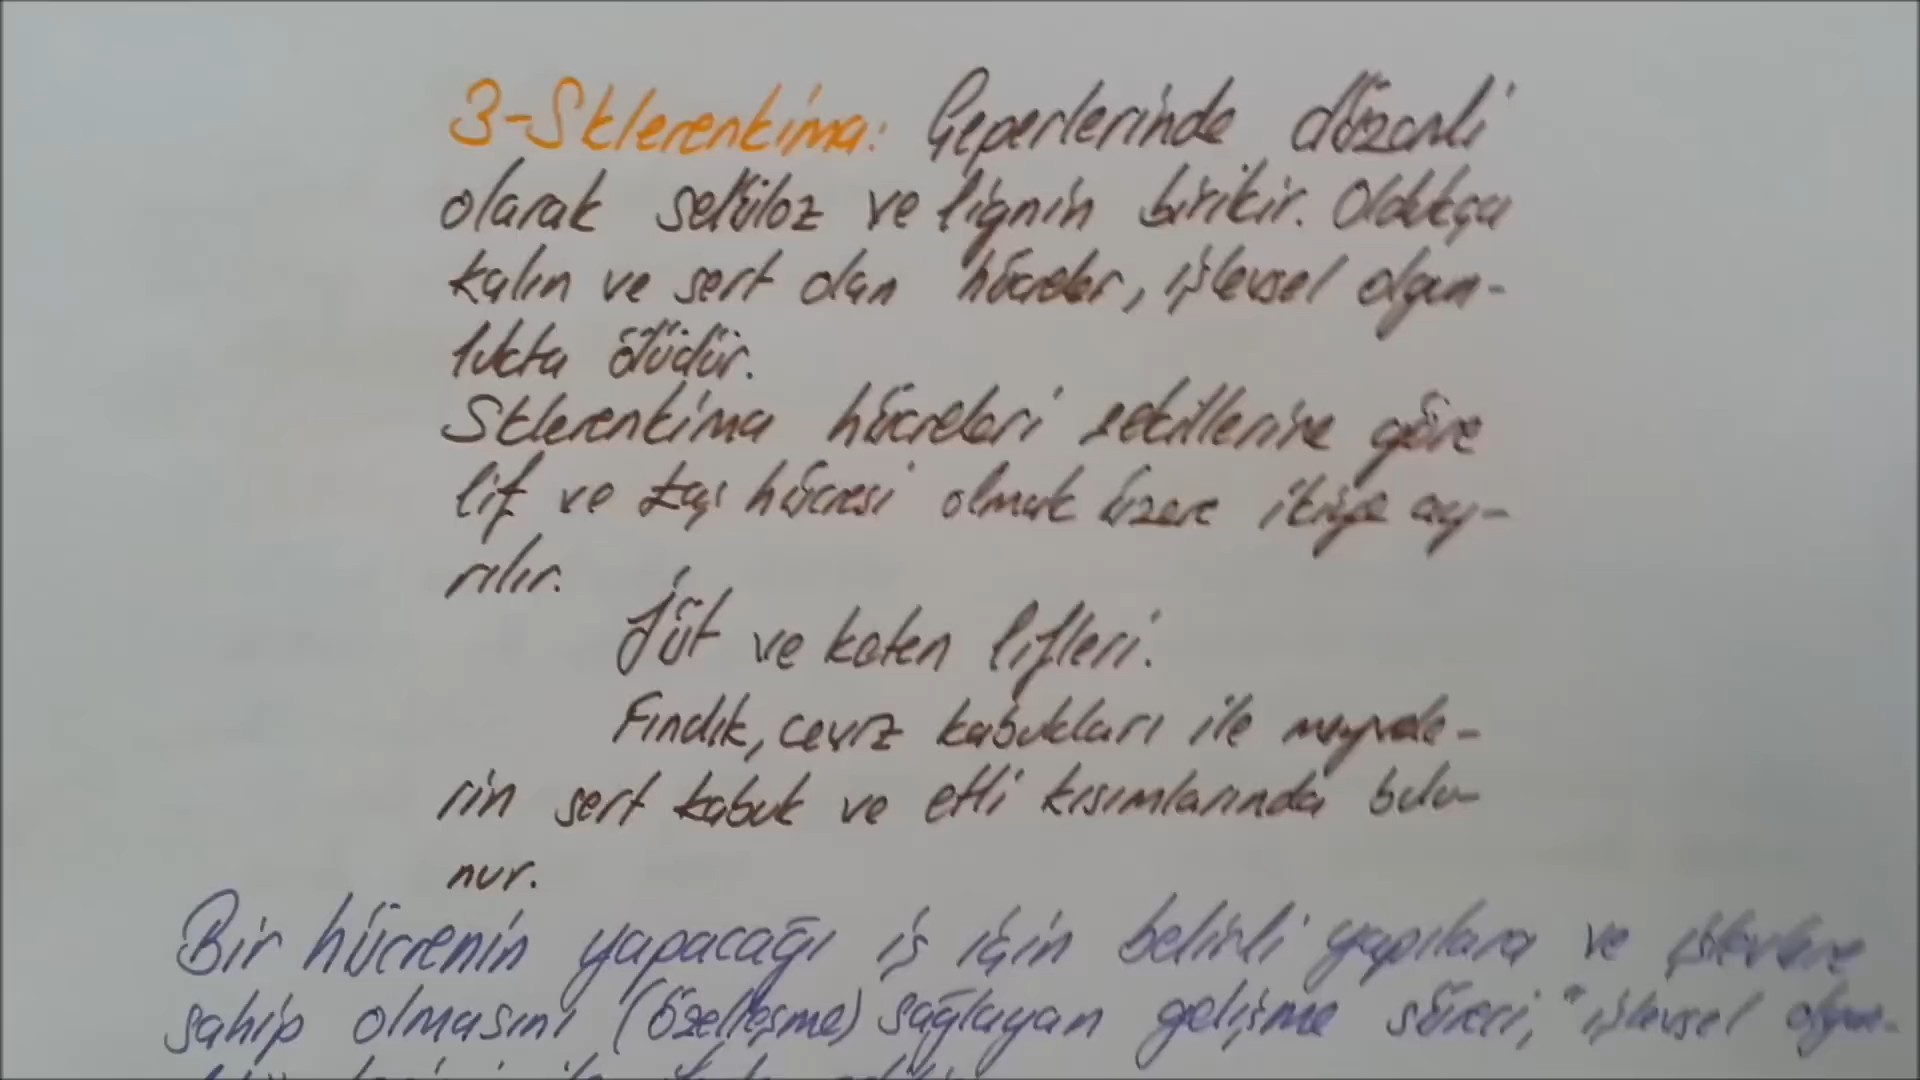 3-Sklerenkima: Çeperlerinde düzenli
olarak selüloz ve lignin birikir. Oldukça
kalın ve sert olan hücreler, işlevsel olgun-
lukta ölüdür.
Sklerenkima hücreleri şekillerine göre
lif ve taş hücresi olmak üzere ikiye ay-
rılır.
Jüt ve keten lifleri.
Fındık, ceviz kabukları ile meyvele-
rin sert kabuk ve etli kısımlarında bulu-
nur.
Bir hücrenin yapacağı iş için belirli yapılara ve işlevlere
sahip olmasını (özelleşme) sağlayan gelişme süreci, "işlevsel olgun-